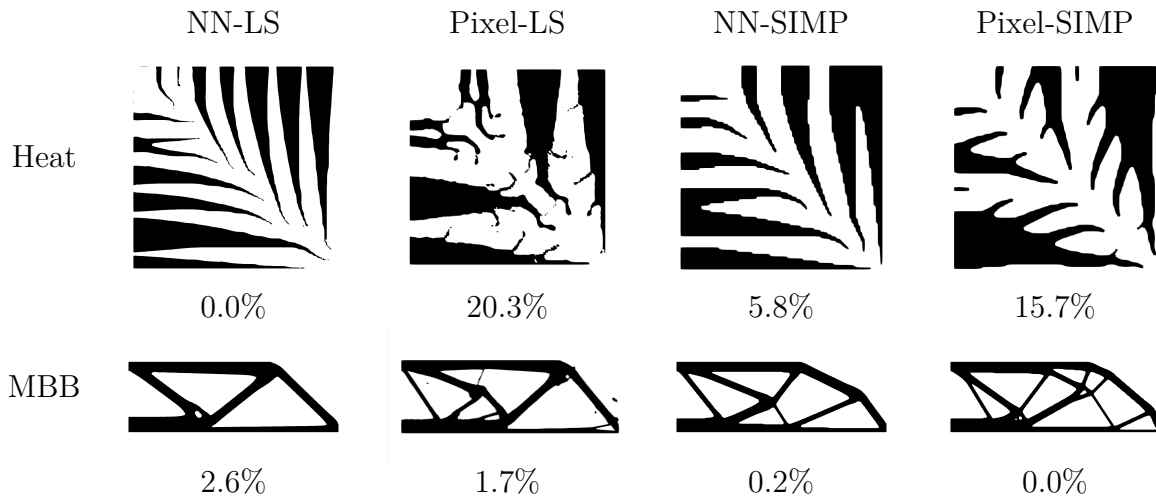 NN-LS Pixel-LS NN-SIMP Pixel-SIMP
Heat
0.0% 20.3% 5.8% 15.7%
MBB
2.6% 1.7% 0.2% 0.0%